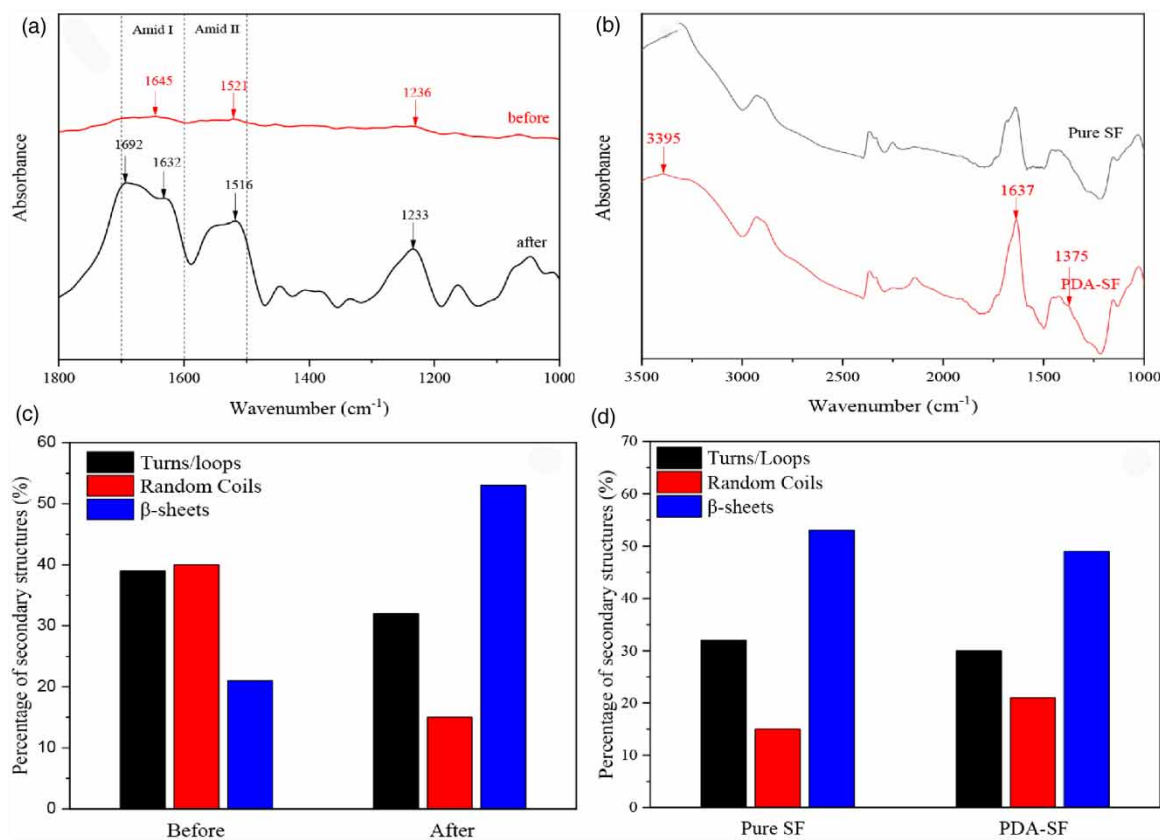 (a)
Amid I
Amid II
1645
1521
1236
before
1692
1632
1516
1233
after
Absorbance
1800
1600
1400
1200
1000
Wavenumber (cm⁻¹)
(b)
Pure SF
3395
1637
1375
PDA-SF
Absorbance
3500
3000
2500
2000
1500
1000
Wavenumber (cm⁻¹)
(c)
Percentage of secondary structures (%)
60
50
40
30
20
10
0
Turns/loops
Random Coils
β-sheets
Before
After
(d)
Percentage of secondary structures (%)
70
60
50
40
30
20
10
0
Turns/Loops
Random Coils
β-sheets
Pure SF
PDA-SF